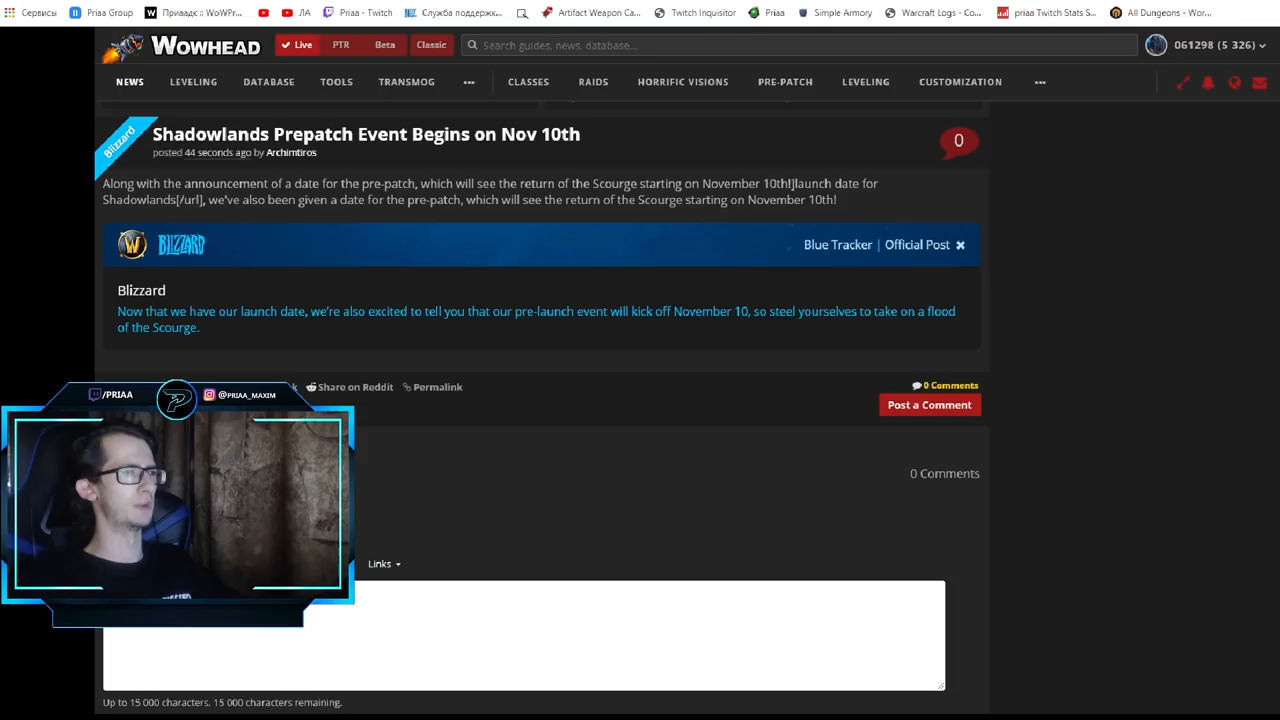 Сервисы Priaa Group Приаадк :: WoWPr... ЛА Priaa - Twitch Служба поддержк... Artifact Weapon Ca... Twitch Inquisitor Priaa Simple Armory Warcraft Logs - Co... priaa Twitch Stats S... All Dungeons - Wor...
WOWHEAD Live PTR Beta Classic Search guides, news, database... 061298 (5 326)
NEWS LEVELING DATABASE TOOLS TRANSMOG ••• CLASSES RAIDS HORRIFIC VISIONS PRE-PATCH LEVELING CUSTOMIZATION •••
Blizzard
Shadowlands Prepatch Event Begins on Nov 10th
0
posted 44 seconds ago by Archimtiros
Along with the announcement of a date for the pre-patch, which will see the return of the Scourge starting on November 10th!]launch date for
Shadowlands[/url], we've also been given a date for the pre-patch, which will see the return of the Scourge starting on November 10th!
W BLIZZARD Blue Tracker | Official Post ✖
Blizzard
Now that we have our launch date, we're also excited to tell you that our pre-launch event will kick off November 10, so steel yourselves to take on a flood
of the Scourge.
k Share on Reddit Permalink 0 Comments
/PRIAA @PRIAA_MAXIM
Post a Comment
0 Comments
Links
Up to 15 000 characters. 15 000 characters remaining.